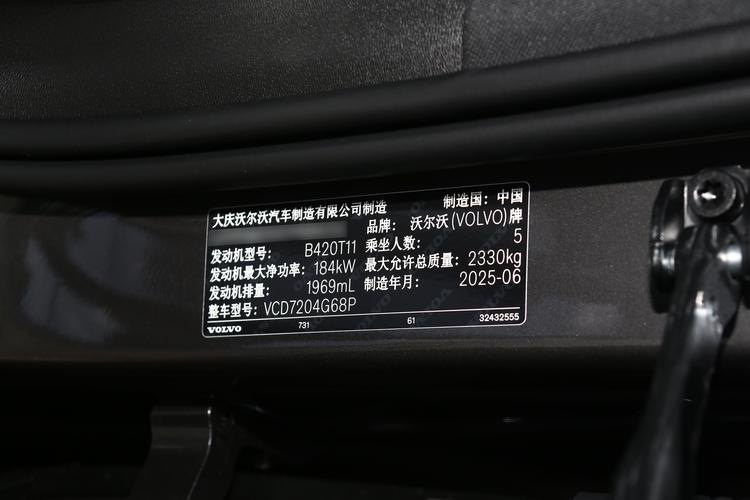 大庆沃尔沃汽车制造有限公司制造 制造国：中国
品牌：沃尔沃(VOLVO)牌
发动机型号：B420T11 乘坐人数：5
发动机最大净功率：184kW 最大允许总质量：2330kg
发动机排量：1969mL 制造年月：2025-06
整车型号：VCD7204G68P
VOLVO 731 61 32432555